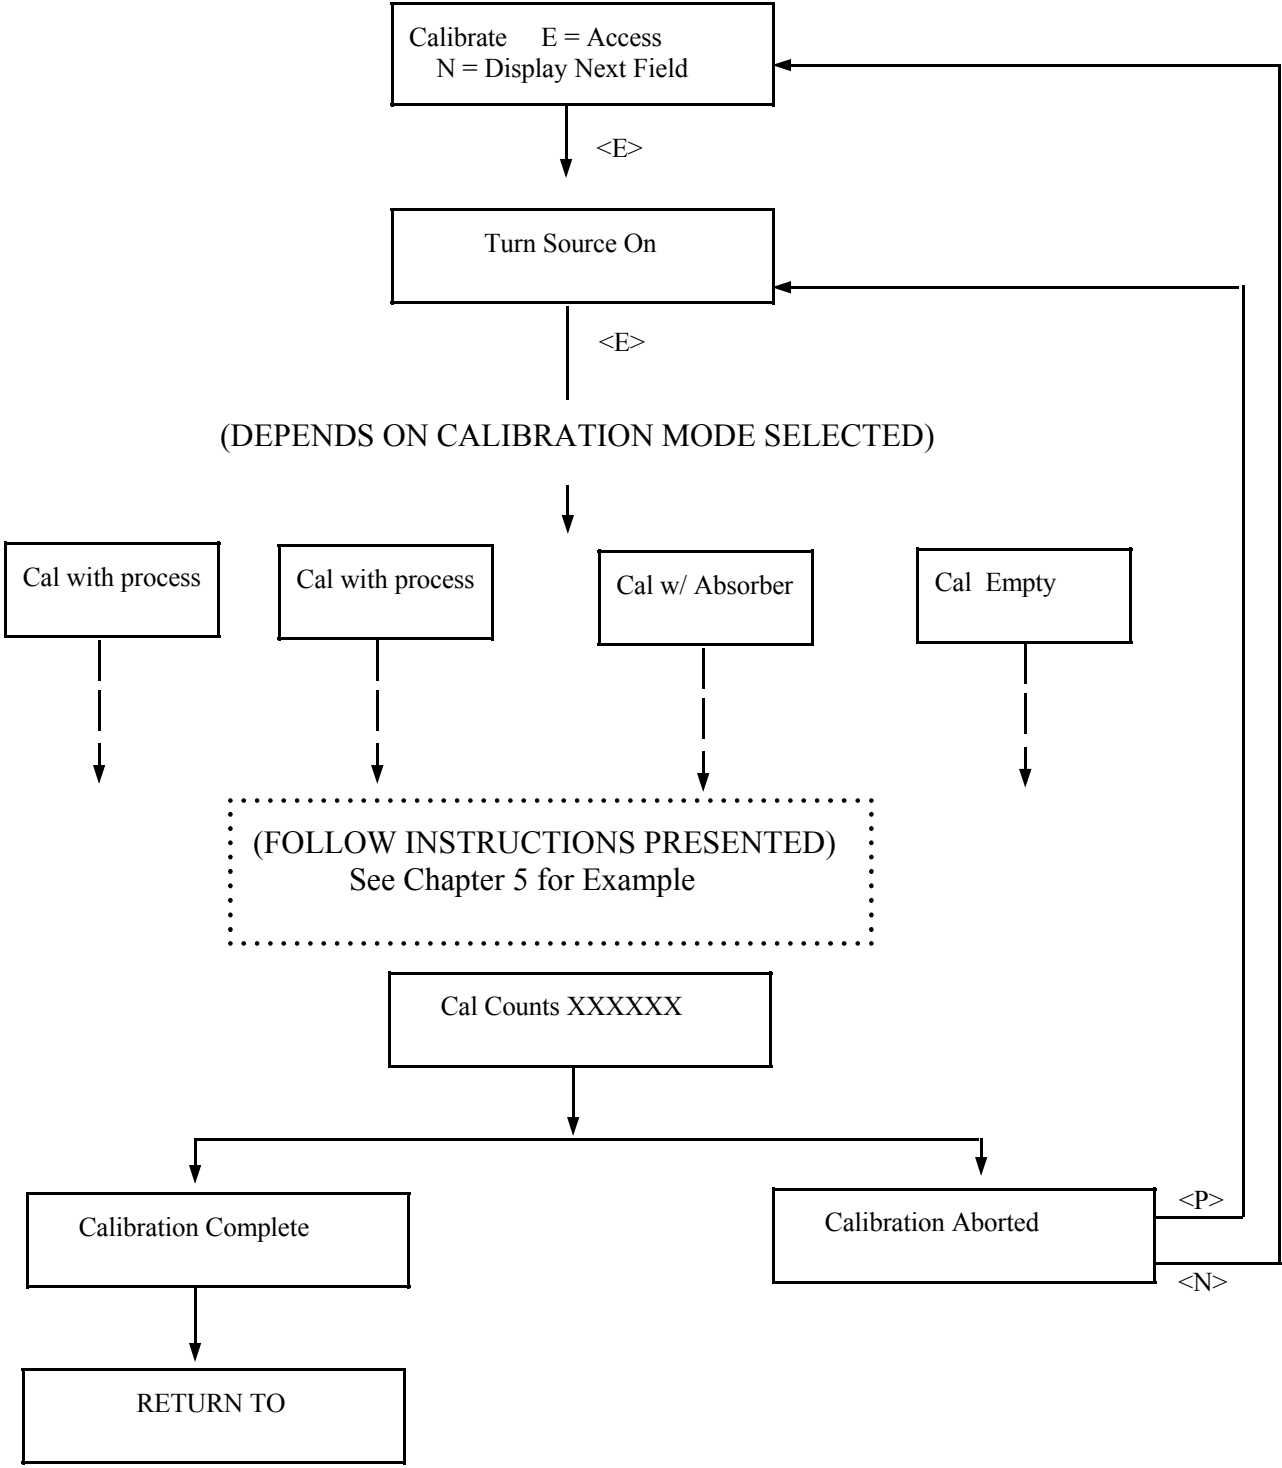 Calibrate E = Access
N = Display Next Field
<E>
Turn Source On
<E>
(DEPENDS ON CALIBRATION MODE SELECTED)
Cal with process
Cal with process
Cal w/ Absorber
Cal Empty
(FOLLOW INSTRUCTIONS PRESENTED)
See Chapter 5 for Example
Cal Counts XXXXXX
Calibration Complete
Calibration Aborted
<P>
<N>
RETURN TO